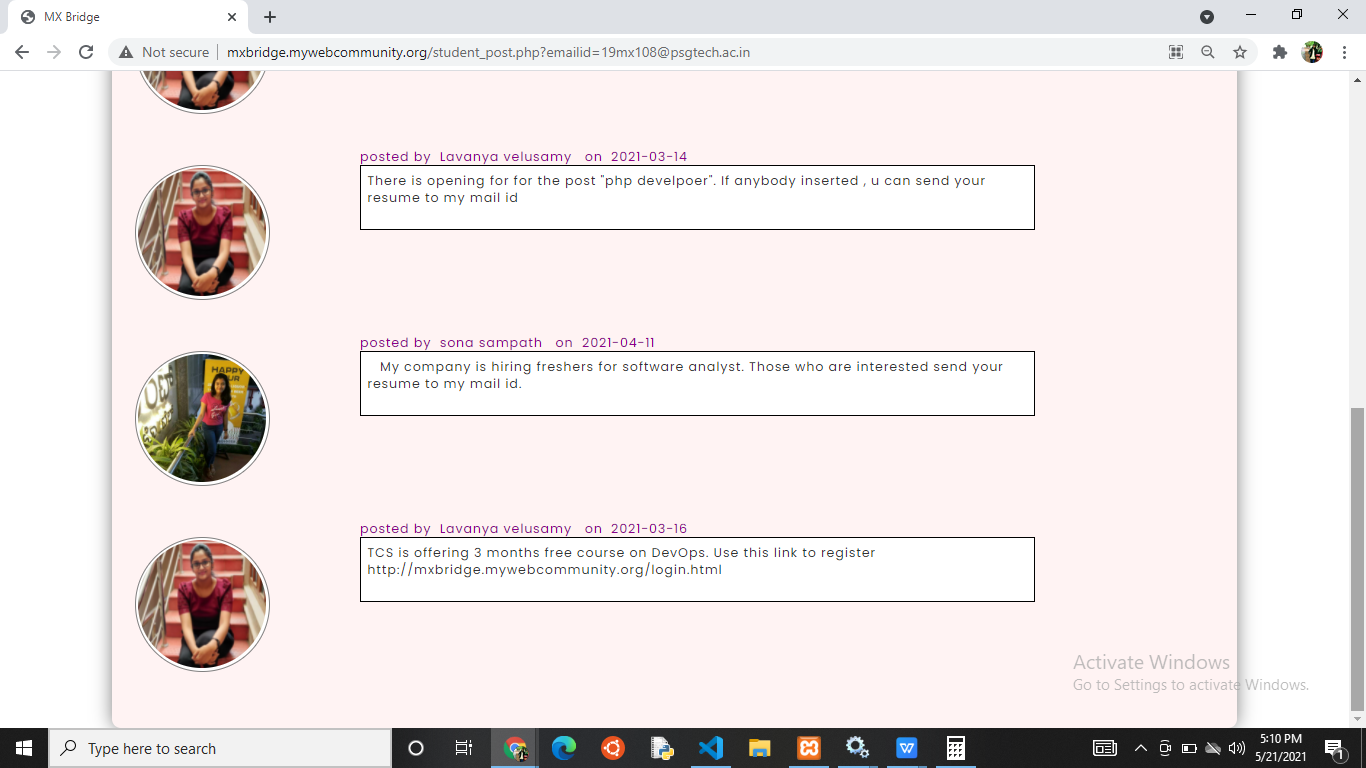 MX Bridge
Not secure
mxbridge.mywebcommunity.org/student_post.php?emailid=19mx108@psgtech.ac.in
posted by Lavanya velusamy on 2021-03-14
There is opening for for the post "php develpoer". If anybody inserted , u can send your
resume to my mail id
posted by sona sampath on 2021-04-11
HAPPY
My company is hiring freshers for software analyst. Those who are interested send your
resume to my mail id.
posted by Lavanya velusamy on 2021-03-16
TCS is offering 3 months free course on DevOps. Use this link to register
http://mxbridge.mywebcommunity.org/login.html
Activate Windows
Go to Settings to activate Windows.
Type here to search
5:10 PM
5/21/2021
1